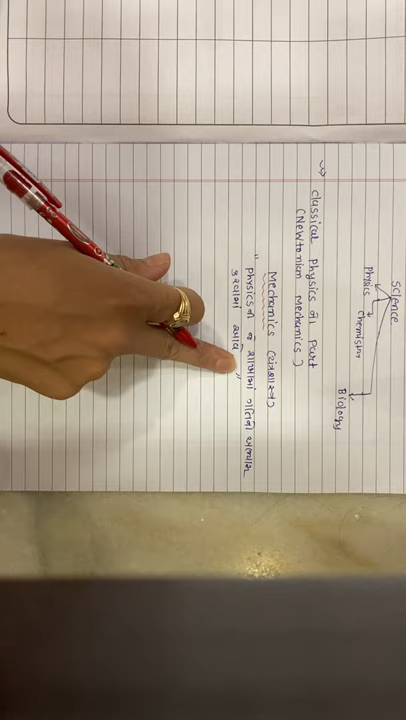 Science
Physics Chemistry Biology
→ Classical Physics નો Part
(Newtonian Mechanics)
Mechanics (યંત્રશાસ્ત્ર)
" Physics ની જે શાખામાં ગતિનો અભ્યાસ
કરવામાં આવે "